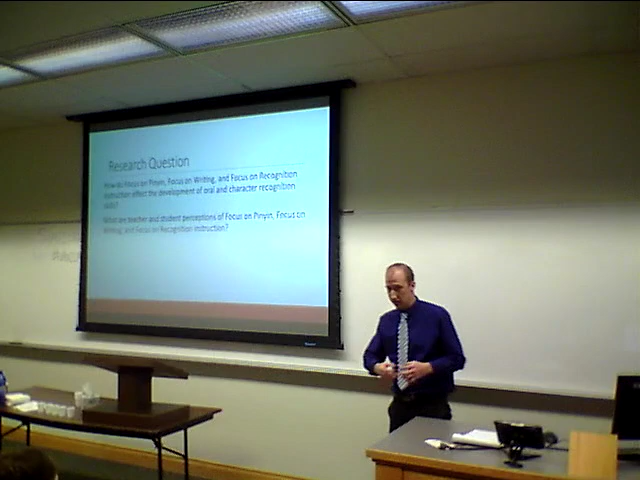 Research Question
How do Focus on Pinyin, Focus on Writing, and Focus on Recognition
instruction effect the development of oral and character recognition
skills?
What are teacher and student perceptions of Focus on Pinyin, Focus on
Writing, and Focus on Recognition instruction?